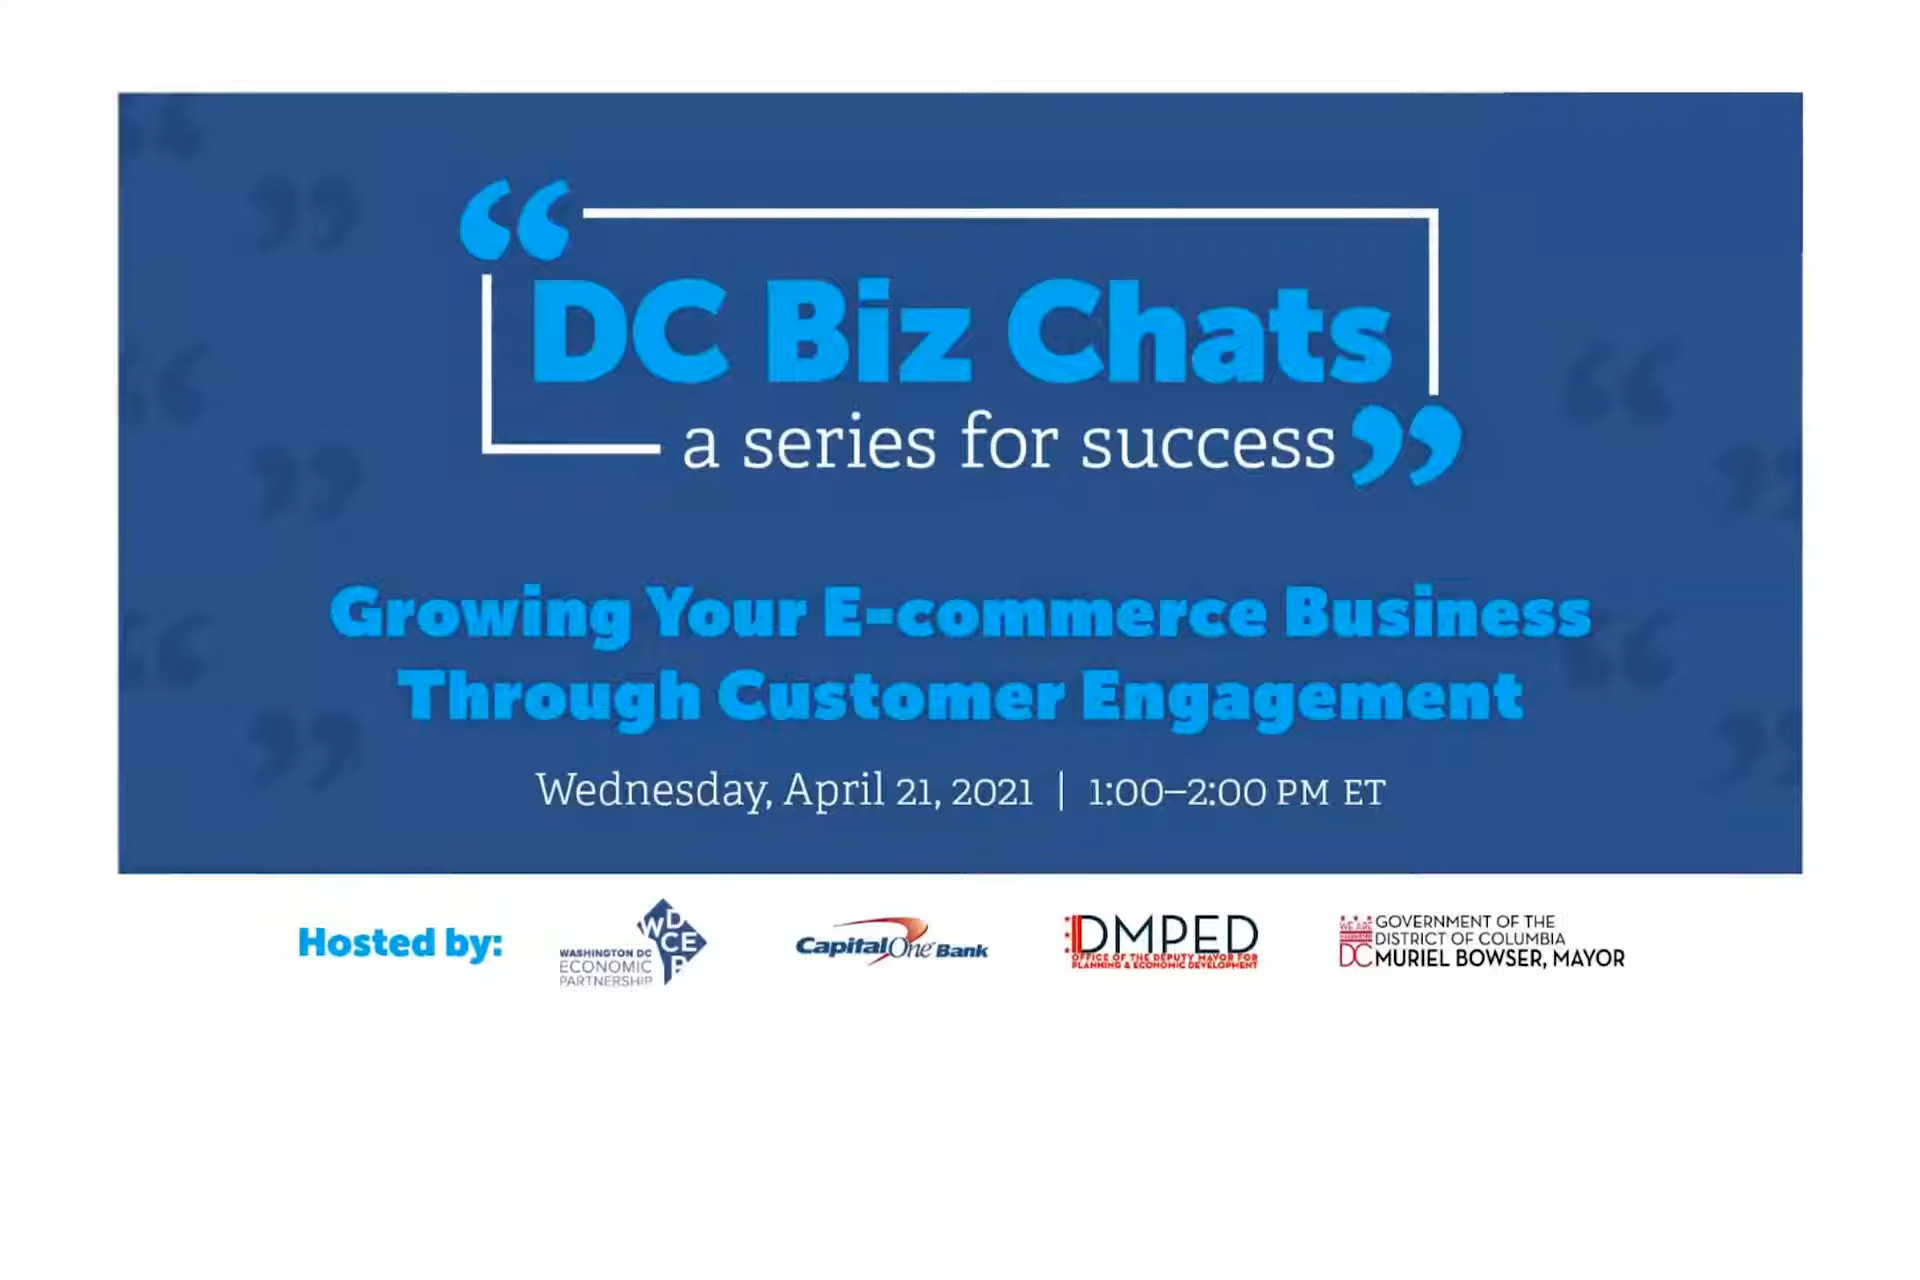 “DC Biz Chats
a series for success”
Growing Your E-commerce Business
Through Customer Engagement
Wednesday, April 21, 2021 | 1:00–2:00 PM ET
Hosted by:
WDCEP
WASHINGTON DC
ECONOMIC
PARTNERSHIP
Capital One Bank
DMPED
OFFICE OF THE DEPUTY MAYOR FOR
PLANNING & ECONOMIC DEVELOPMENT
WE ARE
DC
GOVERNMENT OF THE
DISTRICT OF COLUMBIA
MURIEL BOWSER, MAYOR